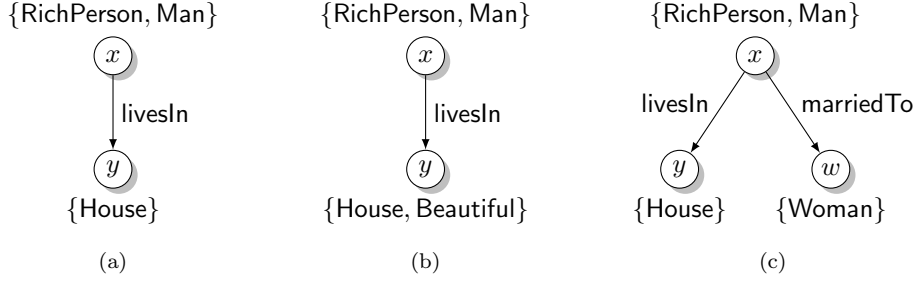 {RichPerson, Man}
x
livesIn
y
{House}
(a)
{RichPerson, Man}
x
livesIn
y
{House, Beautiful}
(b)
{RichPerson, Man}
x
livesIn
marriedTo
y
w
{House}
{Woman}
(c)